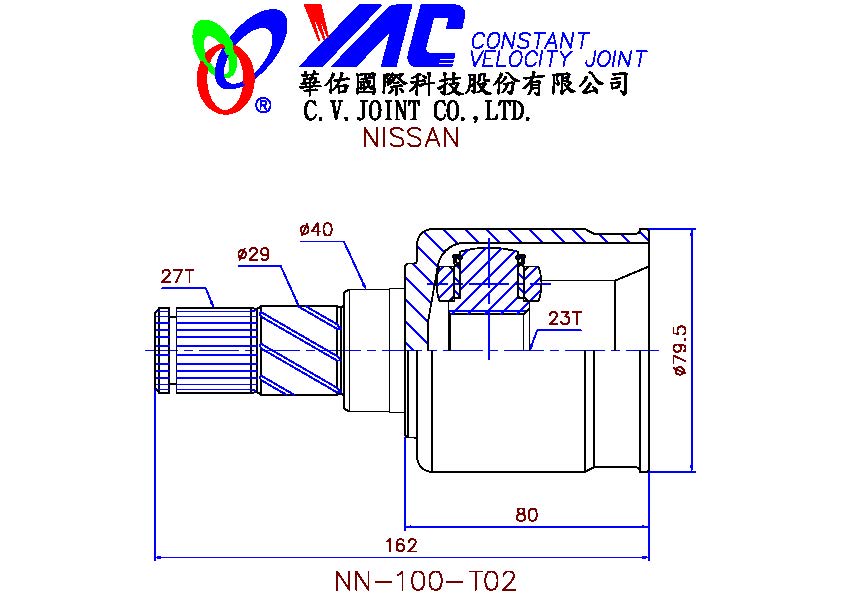 YAC CONSTANT
VELOCITY JOINT
華佑國際科技股份有限公司
®
C.V.JOINT CO.,LTD.
NISSAN
ø40
ø29
27T
23T
ø79.5
80
162
NN-100-T02